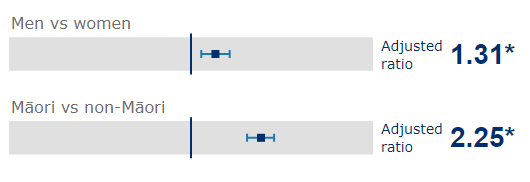 Men vs women
Adjusted
ratio
1.31*
Māori vs non-Māori
Adjusted
ratio
2.25*